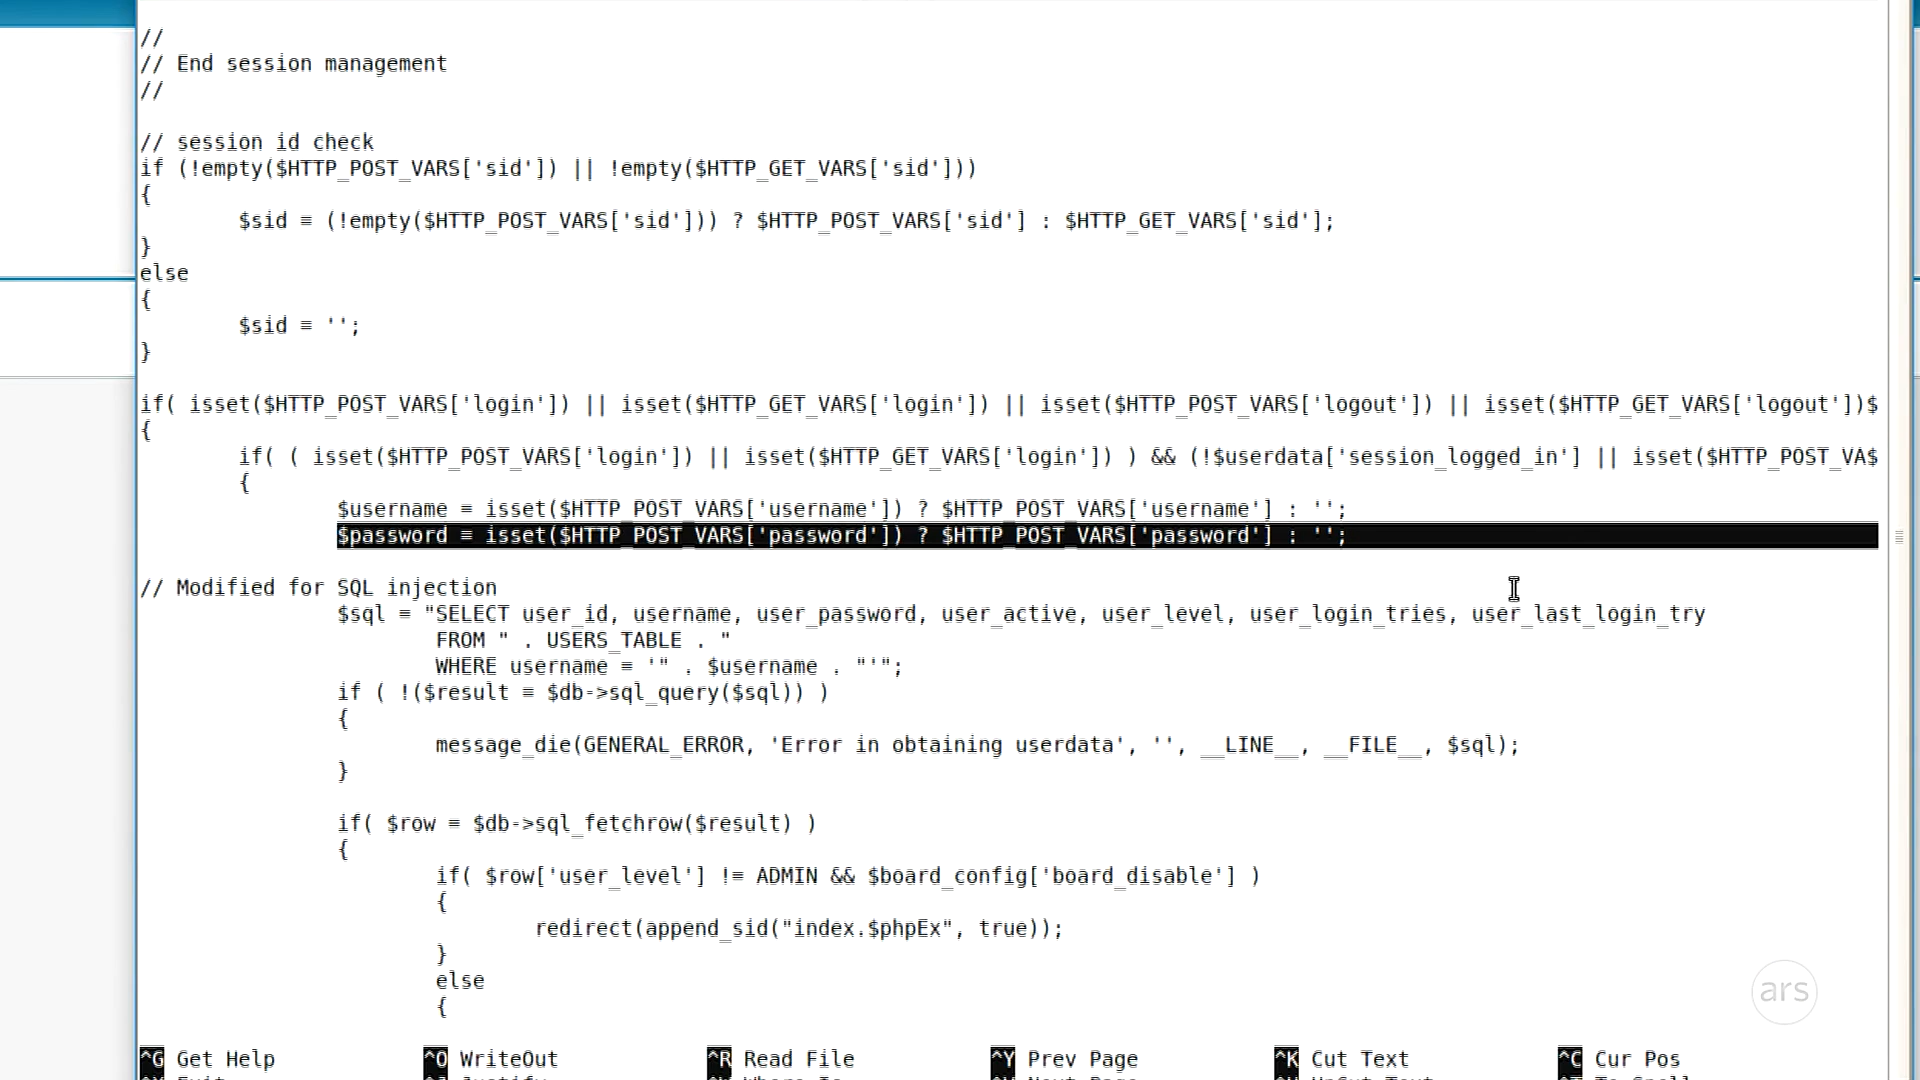 //
// End session management
//
// session id check
if (!empty($HTTP_POST_VARS['sid']) || !empty($HTTP_GET_VARS['sid']))
{
$sid = (!empty($HTTP_POST_VARS['sid'])) ? $HTTP_POST_VARS['sid'] : $HTTP_GET_VARS['sid'];
}
else
{
$sid = '';
}
if( isset($HTTP_POST_VARS['login']) || isset($HTTP_GET_VARS['login']) || isset($HTTP_POST_VARS['logout']) || isset($HTTP_GET_VARS['logout'])$
{
if( ( isset($HTTP_POST_VARS['login']) || isset($HTTP_GET_VARS['login']) ) && (!$userdata['session_logged_in'] || isset($HTTP_POST_VA$
{
$username = isset($HTTP_POST_VARS['username']) ? $HTTP_POST_VARS['username'] : '';
$password = isset($HTTP_POST_VARS['password']) ? $HTTP_POST_VARS['password'] : '';
// Modified for SQL injection
$sql = "SELECT user_id, username, user_password, user_active, user_level, user_login_tries, user_last_login_try
FROM " . USERS_TABLE . "
WHERE username = '" . $username . "'";
if ( !($result = $db->sql_query($sql)) )
{
message_die(GENERAL_ERROR, 'Error in obtaining userdata', '', __LINE__, __FILE__, $sql);
}
if( $row = $db->sql_fetchrow($result) )
{
if( $row['user_level'] != ADMIN && $board_config['board_disable'] )
{
redirect(append_sid("index.$phpEx", true));
}
else
{
ars
^G Get Help ^O WriteOut ^R Read File ^Y Prev Page ^K Cut Text ^C Cur Pos